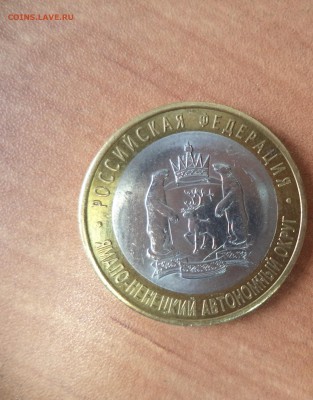 COINS.LAVE.RU
РОССИЙСКАЯ ФЕДЕРАЦИЯ
ЯМАЛО-НЕНЕЦКИЙ АВТОНОМНЫЙ ОКРУГ